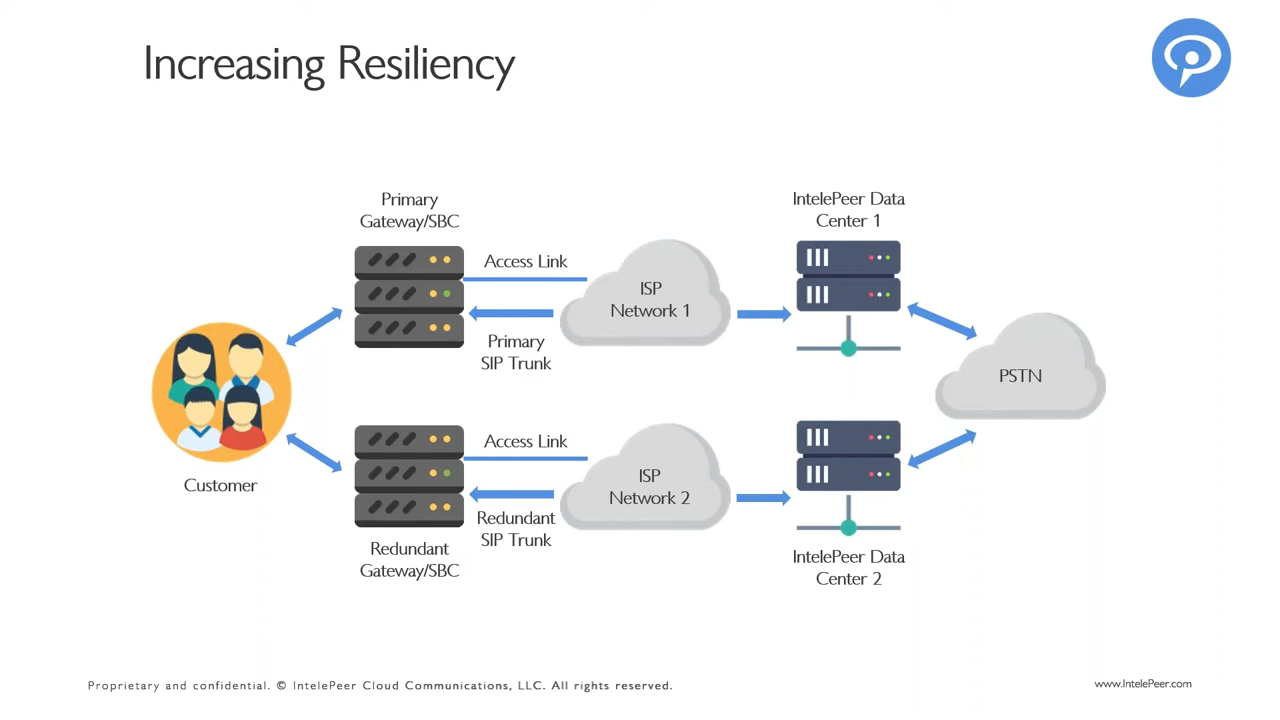 Increasing Resiliency
Primary
Gateway/SBC
IntelePeer Data
Center 1
Access Link
ISP
Network 1
Primary
SIP Trunk
PSTN
Customer
Access Link
ISP
Network 2
Redundant
SIP Trunk
Redundant
Gateway/SBC
IntelePeer Data
Center 2
Proprietary and confidential. © IntelePeer Cloud Communications, LLC. All rights reserved.
www.IntelePeer.com